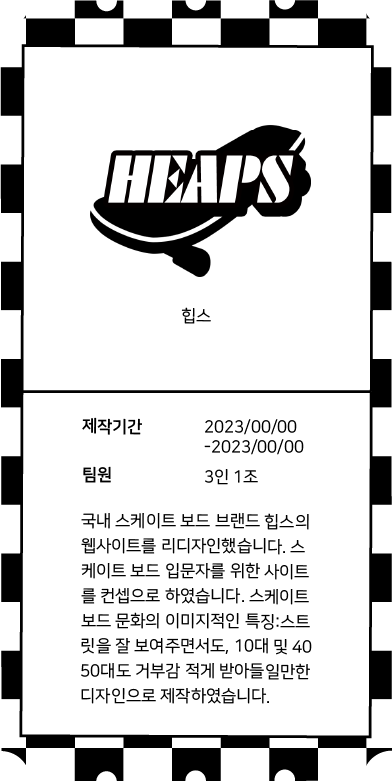 HEAPS
힙스
제작기간 2023/00/00
-2023/00/00
팀원 3인 1조
국내 스케이트 보드 브랜드 힙스의
웹사이트를 리디자인했습니다. 스
케이트 보드 입문자를 위한 사이트
를 컨셉으로 하였습니다. 스케이트
보드 문화의 이미지적인 특징:스트
릿을 잘 보여주면서도, 10대 및 40
50대도 거부감 적게 받아들일만한
디자인으로 제작하였습니다.